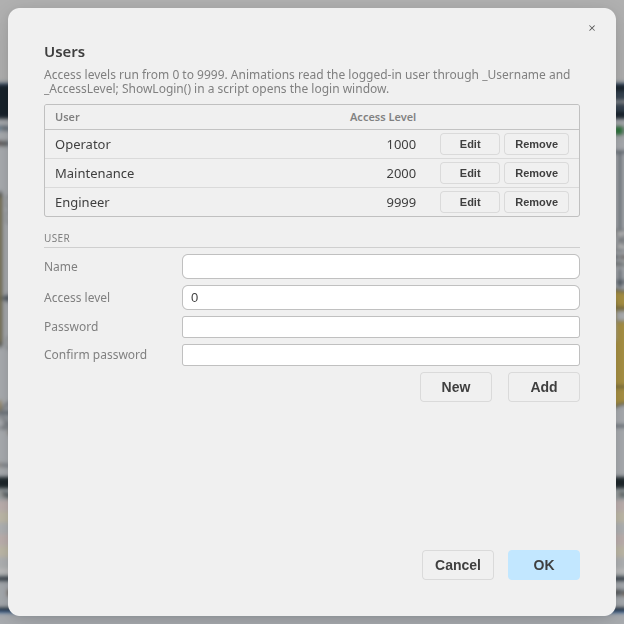 ×
Users
Access levels run from 0 to 9999. Animations read the logged-in user through _Username and
_AccessLevel; ShowLogin() in a script opens the login window.
User Access Level
Operator 1000 Edit Remove
Maintenance 2000 Edit Remove
Engineer 9999 Edit Remove
USER
Name
Access level 0
Password
Confirm password
New Add
Cancel OK